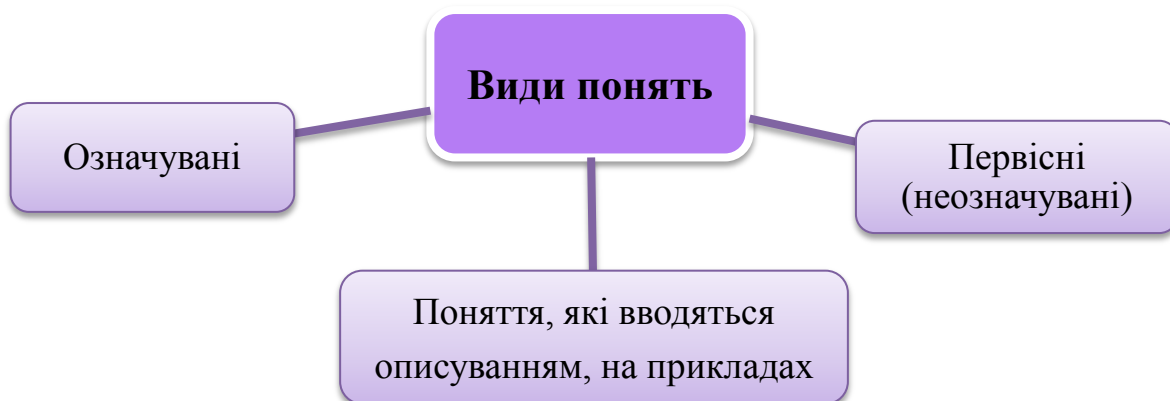 Види понять
Означувані
Первісні
(неозначувані)
Поняття, які вводяться
описуванням, на прикладах